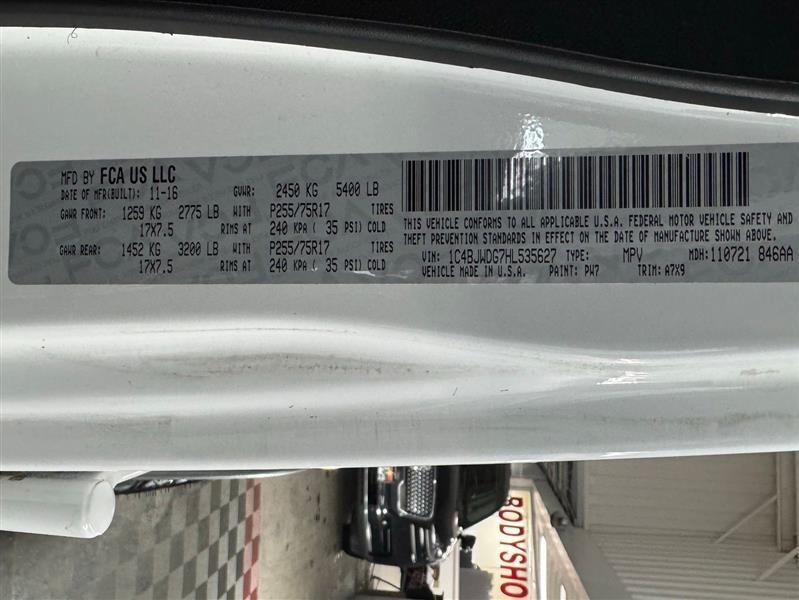 MFD BY FCA US LLC
DATE OF MFR(BUILT): 11-16 GVWR: 2450 KG 5400 LB
GAWR FRONT: 1259 KG 2775 LB WITH P255/75R17 TIRES
17X7.5 RIMS AT 240 KPA ( 35 PSI) COLD
GAWR REAR: 1452 KG 3200 LB WITH P255/75R17 TIRES
17X7.5 RIMS AT 240 KPA ( 35 PSI) COLD
THIS VEHICLE CONFORMS TO ALL APPLICABLE U.S.A. FEDERAL MOTOR VEHICLE SAFETY AND
THEFT PREVENTION STANDARDS IN EFFECT ON THE DATE OF MANUFACTURE SHOWN ABOVE.
VIN: 1C4BJWDG7HL535627 TYPE: MPV MDH: 110721 846AA
VEHICLE MADE IN U.S.A. PAINT: PW7 TRIM: A7X9
BODYSHO